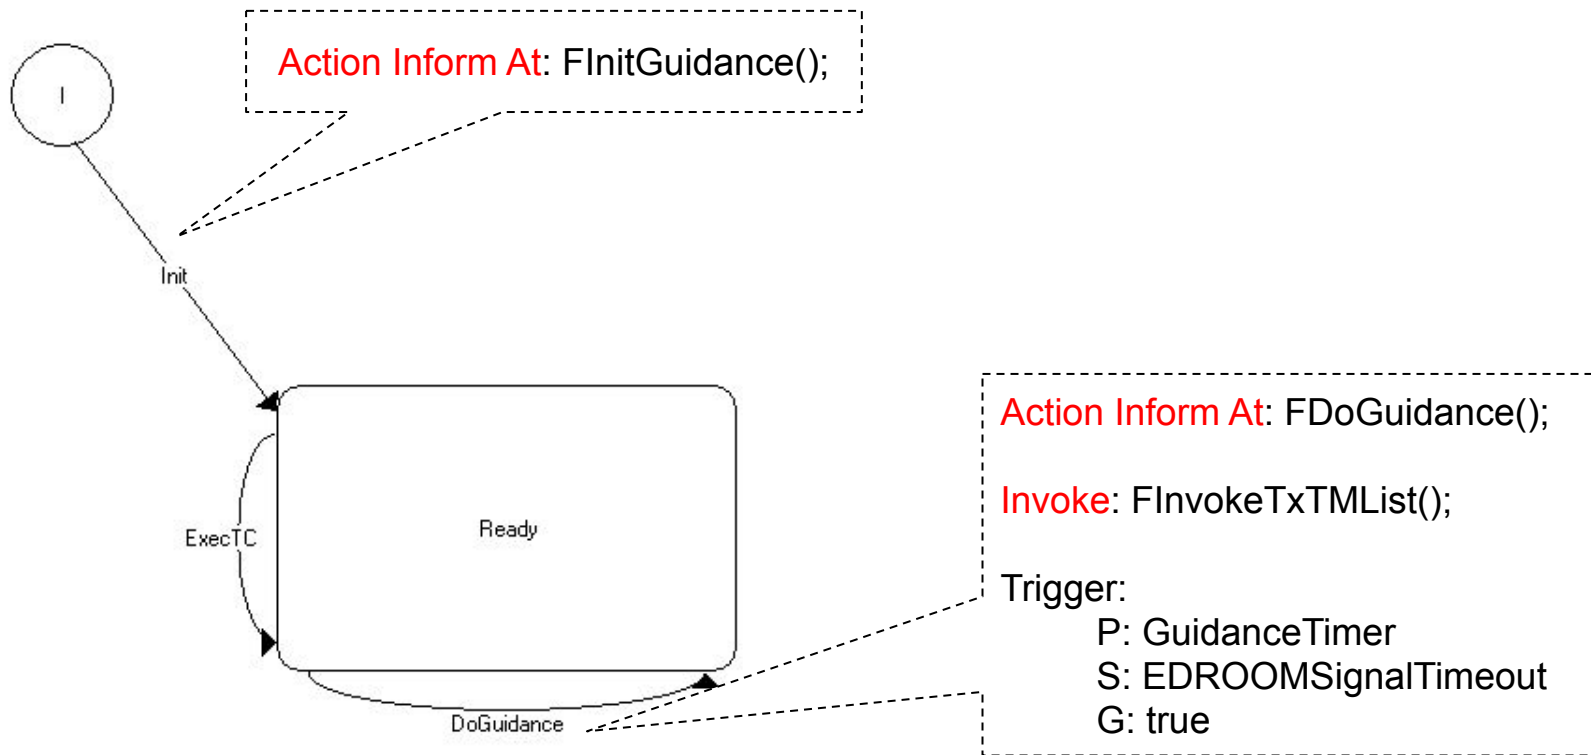 Action Inform At: FInitGuidance();
I
Init
Action Inform At: FDoGuidance();
Invoke: FInvokeTxTMList();
Trigger:
P: GuidanceTimer
S: EDROOMSignalTimeout
G: true
ExecTC
Ready
DoGuidance